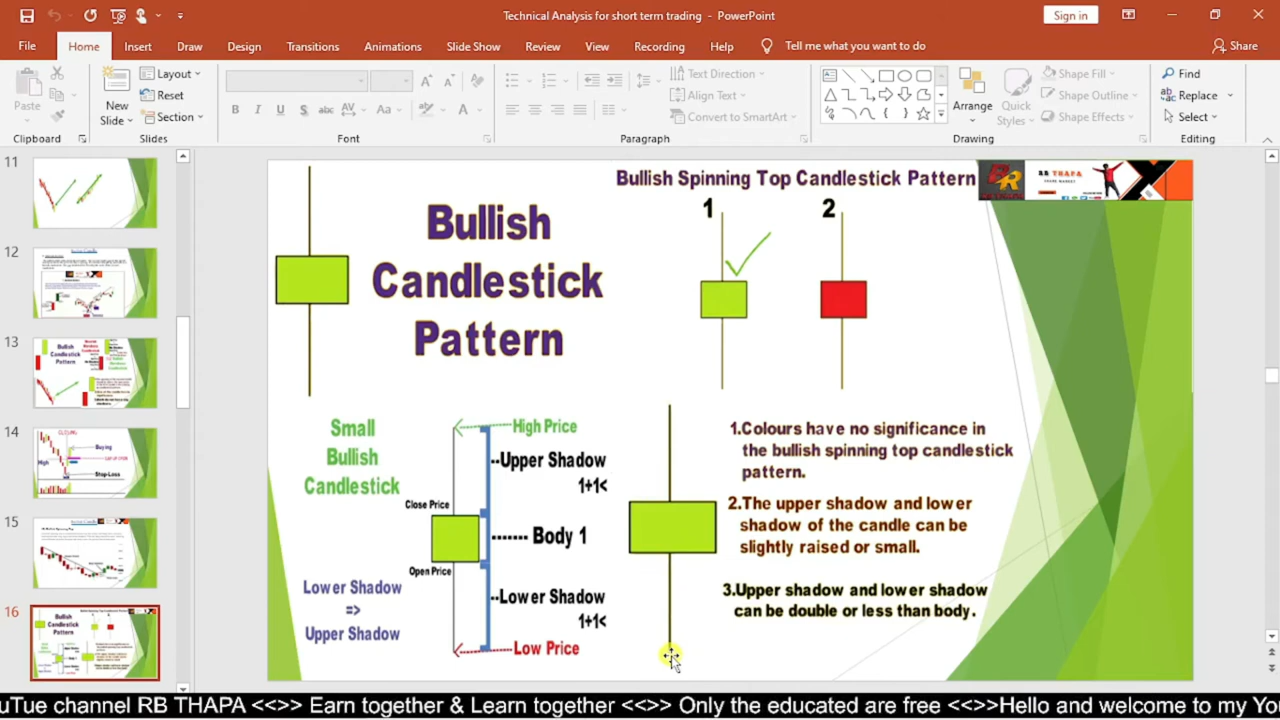 Technical Analysis for short term trading - PowerPoint
Sign in
File Home Insert Draw Design Transitions Animations Slide Show Review View Recording Help Tell me what you want to do Share
Paste
New Slide
Layout
Reset
Section
B I U S abc AV Aa A
Text Direction
Align Text
Convert to SmartArt
Arrange
Quick Styles
Shape Fill
Shape Outline
Shape Effects
Find
Replace
Select
Clipboard Slides Font Paragraph Drawing Editing
11
12
13
14
15
16
Bullish Spinning Top Candlestick Pattern
RB THAPA
1 2
Bullish
Candlestick
Pattern
Small
Bullish
Candlestick
Lower Shadow
=>
Upper Shadow
High Price
Upper Shadow
1+1<
Close Price
Body 1
Open Price
Lower Shadow
1+1<
Low Price
1.Colours have no significance in
the bullish spinning top candlestick
pattern.
2.The upper shadow and lower
shadow of the candle can be
slightly raised or small.
3.Upper shadow and lower shadow
can be double or less than body.
ouTue channel RB THAPA <<>> Earn together & Learn together <<>> Only the educated are free <<>>Hello and welcome to my You